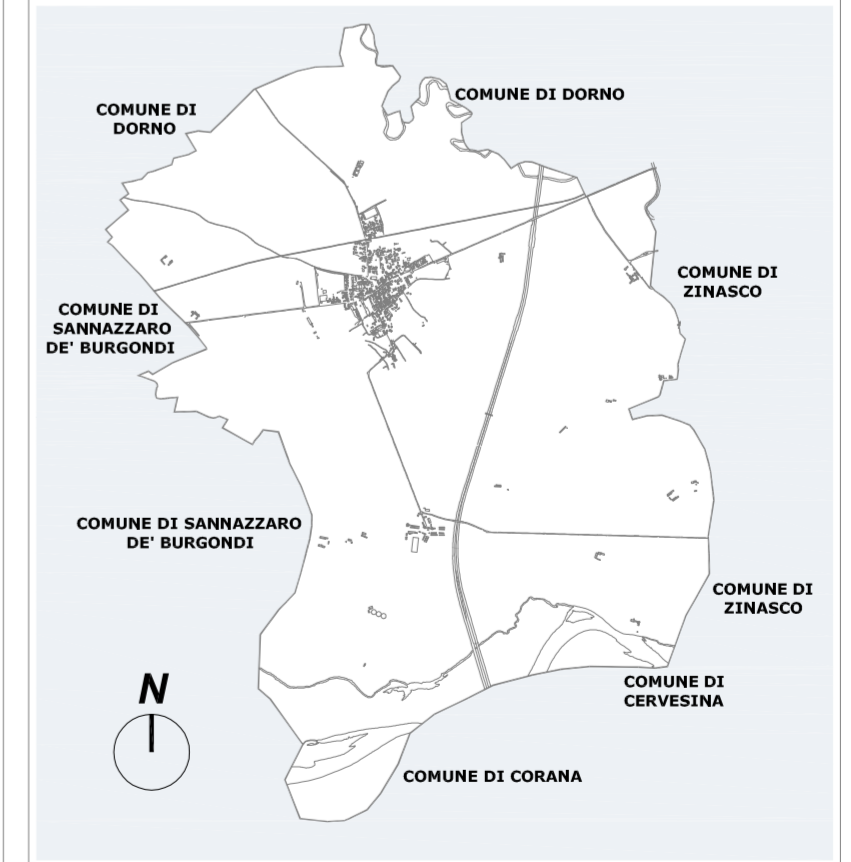 COMUNE DI DORNO
COMUNE DI
DORNO
COMUNE DI
ZINASCO
COMUNE DI
SANNAZZARO
DE' BURGONDI
COMUNE DI SANNAZZARO
DE' BURGONDI
COMUNE DI
ZINASCO
N
COMUNE DI
CERVESINA
COMUNE DI CORANA